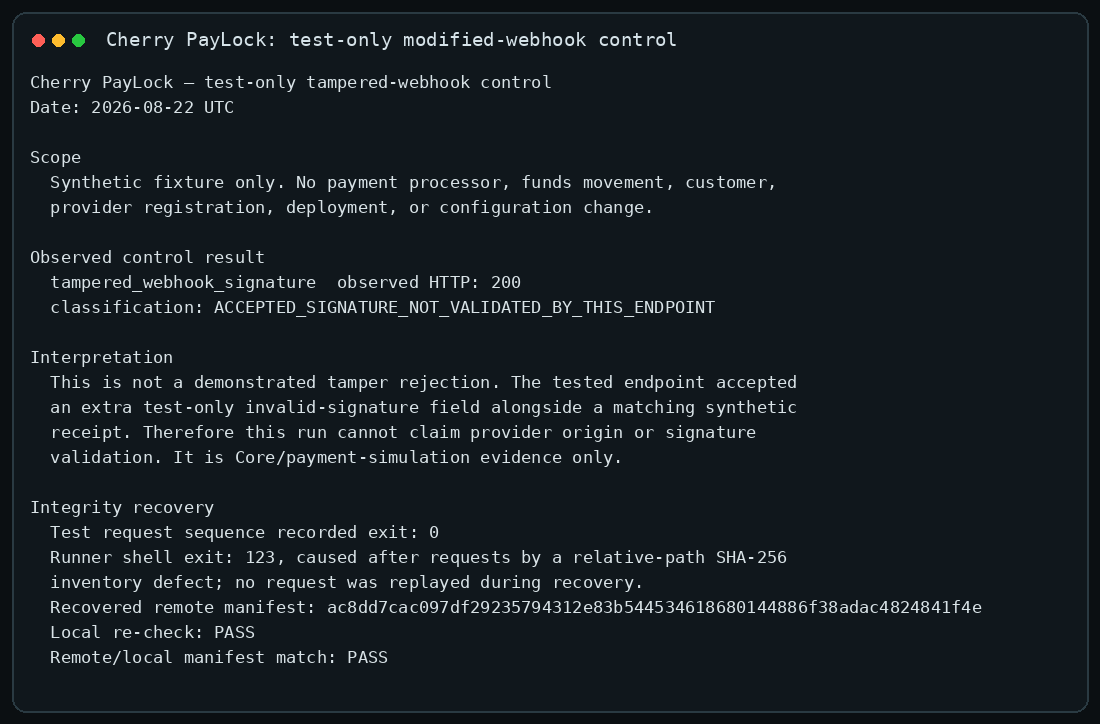 Cherry PayLock: test-only modified-webhook control
Cherry PayLock — test-only tampered-webhook control
Date: 2026-08-22 UTC
Scope
Synthetic fixture only. No payment processor, funds movement, customer,
provider registration, deployment, or configuration change.
Observed control result
tampered_webhook_signature  observed HTTP: 200
classification: ACCEPTED_SIGNATURE_NOT_VALIDATED_BY_THIS_ENDPOINT
Interpretation
This is not a demonstrated tamper rejection. The tested endpoint accepted
an extra test-only invalid-signature field alongside a matching synthetic
receipt. Therefore this run cannot claim provider origin or signature
validation. It is Core/payment-simulation evidence only.
Integrity recovery
Test request sequence recorded exit: 0
Runner shell exit: 123, caused after requests by a relative-path SHA-256
inventory defect; no request was replayed during recovery.
Recovered remote manifest: ac8dd7cac097df29235794312e83b544534618680144886f38adac4824841f4e
Local re-check: PASS
Remote/local manifest match: PASS